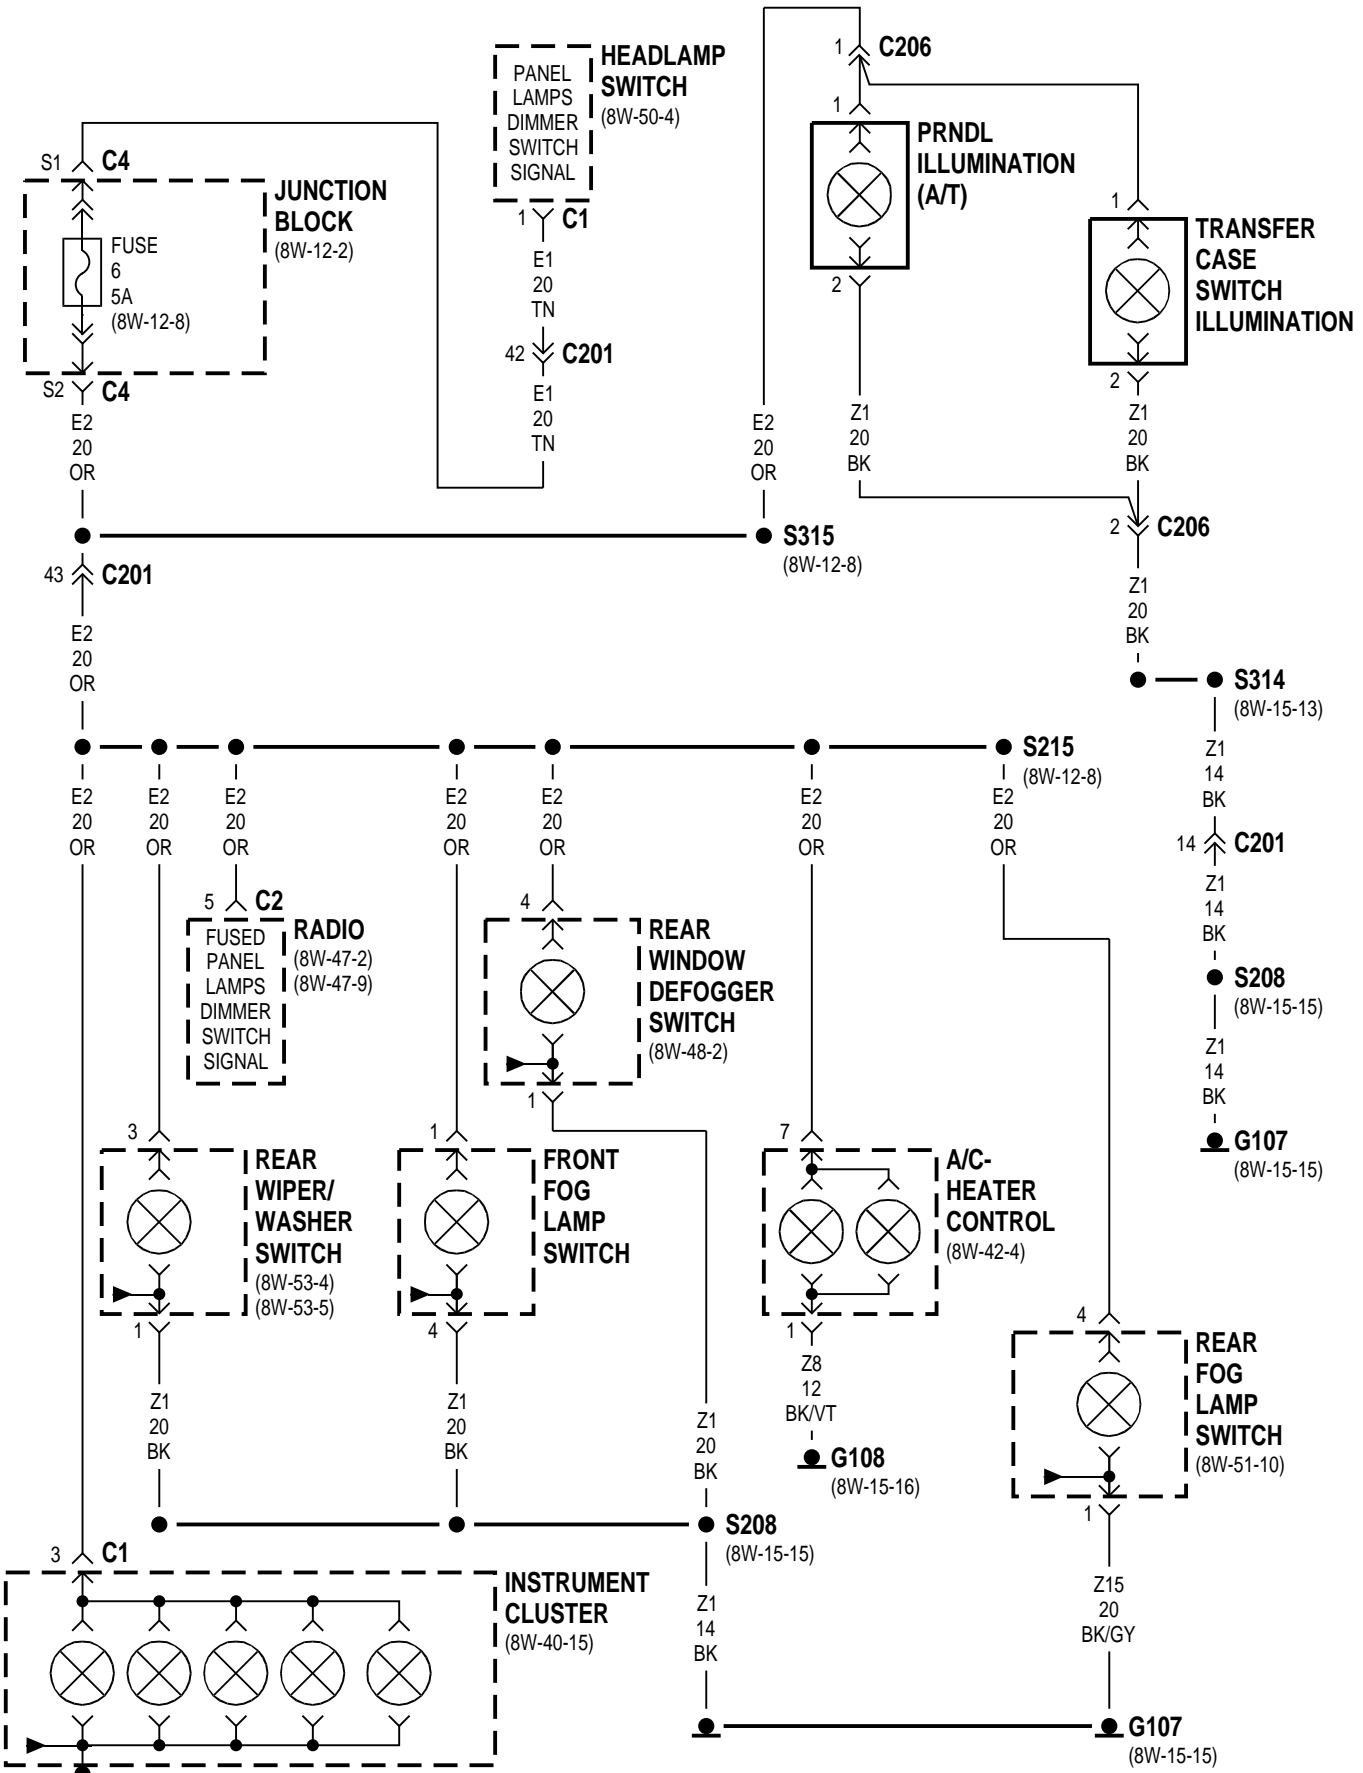 1 C206
HEADLAMP
SWITCH
(8W-50-4)
PANEL
LAMPS
DIMMER
SWITCH
SIGNAL
1 C1
E1
20
TN
42 C201
E1
20
TN
S1 C4
JUNCTION
BLOCK
(8W-12-2)
FUSE
6
5A
(8W-12-8)
S2 C4
E2
20
OR
1
PRNDL
ILLUMINATION
(A/T)
2
1
TRANSFER
CASE
SWITCH
ILLUMINATION
2
E2
20
OR
Z1
20
BK
Z1
20
BK
S315
(8W-12-8)
2 C206
43 C201
E2
20
OR
Z1
20
BK
S314
(8W-15-13)
Z1
14
BK
14 C201
Z1
14
BK
S208
(8W-15-15)
Z1
14
BK
G107
(8W-15-15)
S215
(8W-12-8)
E2
20
OR
E2
20
OR
E2
20
OR
E2
20
OR
E2
20
OR
E2
20
OR
E2
20
OR
5 C2
RADIO
(8W-47-2)
(8W-47-9)
FUSED
PANEL
LAMPS
DIMMER
SWITCH
SIGNAL
4
REAR
WINDOW
DEFOGGER
SWITCH
(8W-48-2)
1
3
REAR
WIPER/
WASHER
SWITCH
(8W-53-4)
(8W-53-5)
1
1
FRONT
FOG
LAMP
SWITCH
4
7
A/C-
HEATER
CONTROL
(8W-42-4)
1
Z8
12
BK/VT
G108
(8W-15-16)
4
REAR
FOG
LAMP
SWITCH
(8W-51-10)
1
Z1
20
BK
Z1
20
BK
Z1
20
BK
S208
(8W-15-15)
3 C1
INSTRUMENT
CLUSTER
(8W-40-15)
Z1
14
BK
Z15
20
BK/GY
G107
(8W-15-15)